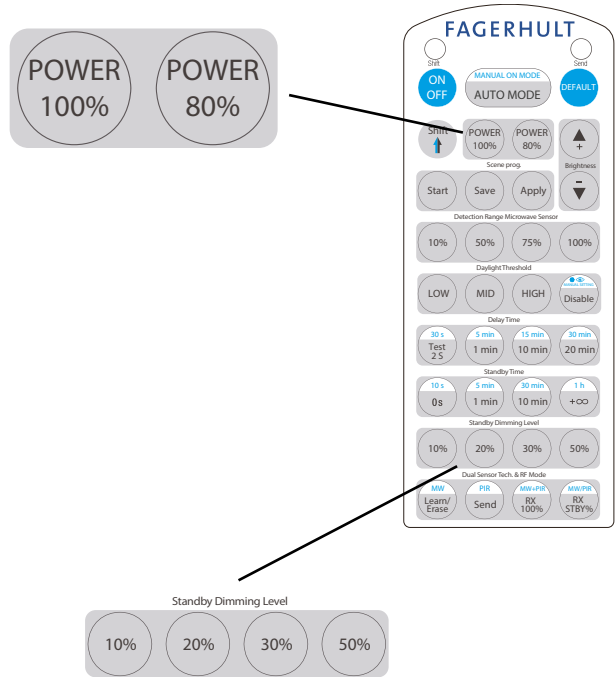 POWER POWER
100% 80%
FAGERHULT
Shift Send
ON
OFF
MANUAL ON MODE
AUTO MODE
DEFAULT
Shift
POWER POWER
100% 80%
+
Brightness
-
Scene prog.
Start Save Apply
Detection Range Microwave Sensor
10% 50% 75% 100%
Daylight Threshold
LOW MID HIGH
MANUAL SETTING
Disable
Delay Time
30 s 5 min 15 min 30 min
Test
2 S
1 min 10 min 20 min
Standby Time
10 s 5 min 30 min 1 h
0s 1 min 10 min +∞
Standby Dimming Level
10% 20% 30% 50%
Dual Sensor Tech. & RF Mode
MW PIR MW+PIR MW/PIR
Learn/
Erase
Send
RX
100%
RX
STBY%
Standby Dimming Level
10% 20% 30% 50%